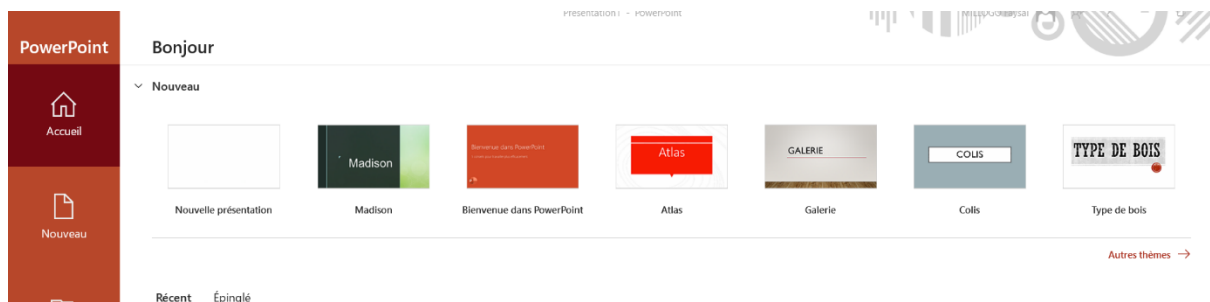 Présentation1 - PowerPoint
PowerPoint
Bonjour
Nouveau
Accueil
Madison
Bienvenue dans PowerPoint
Atlas
GALERIE
COLIS
TYPE DE BOIS
Nouvelle présentation
Madison
Bienvenue dans PowerPoint
Atlas
Galerie
Colis
Type de bois
Nouveau
Autres thèmes
Récent Épinglé